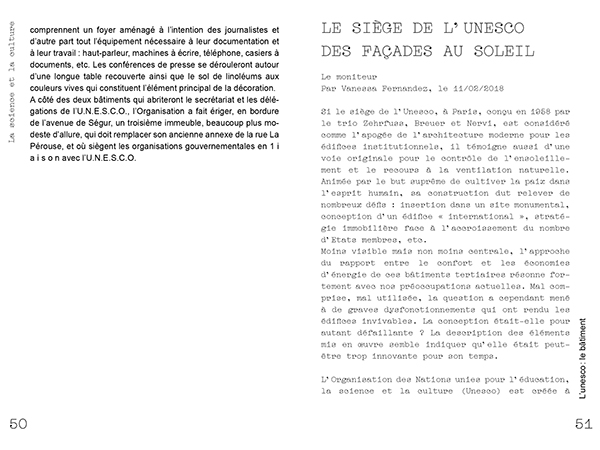 La science et la culture
comprennent un foyer aménagé à l'intention des journalistes et
d'autre part tout l'équipement nécessaire à leur documentation et
à leur travail : haut-parleur, machines à écrire, téléphone, casiers à
documents, etc. Les conférences de presse se dérouleront autour
d'une longue table recouverte ainsi que le sol de linoléums aux
couleurs vives qui constituent l'élément principal de la décoration.
A côté des deux bâtiments qui abriteront le secrétariat et les délé-
gations de l'U.N.E.S.C.O., l'Organisation a fait ériger, en bordure
de l'avenue de Ségur, un troisième immeuble, beaucoup plus mo-
deste d'allure, qui doit remplacer son ancienne annexe de la rue La
Pérouse, et où siègent les organisations gouvernementales en l i
a i s o n avec l'U.N.E.S.C.O.
50
LE SIÈGE DE L'UNESCO
DES FAÇADES AU SOLEIL
Le moniteur
Par Vanessa Fernandez, le 11/02/2018
Si le siège de l'Unesco, à Paris, conçu en 1958 par
le trio Zehrfuss, Breuer et Nervi, est considéré
comme l'apogée de l'architecture moderne pour les
édifices institutionnels, il témoigne aussi d'une
voie originale pour le contrôle de l'ensoleille-
ment et le recours à la ventilation naturelle.
Animée par le but suprême de cultiver la paix dans
l'esprit humain, sa construction dut relever de
nombreux défis : insertion dans un site monumental,
conception d'un édifice « international », straté-
gie immobilière face à l'accroissement du nombre
d'Etats membres, etc.
Moins visible mais non moins centrale, l'approche
du rapport entre le confort et les économies
d'énergie de ces bâtiments tertiaires résonne for-
tement avec nos préoccupations actuelles. Mal com-
prise, mal utilisée, la question a cependant mené
à de graves dysfonctionnements qui ont rendu les
édifices invivables. La conception était-elle pour
autant défaillante ? La description des éléments
mis en œuvre semble indiquer qu'elle était peut-
être trop innovante pour son temps.
L'Organisation des Nations unies pour l'éducation,
la science et la culture (Unesco) est créée à
L'unesco : le bâtiment
51